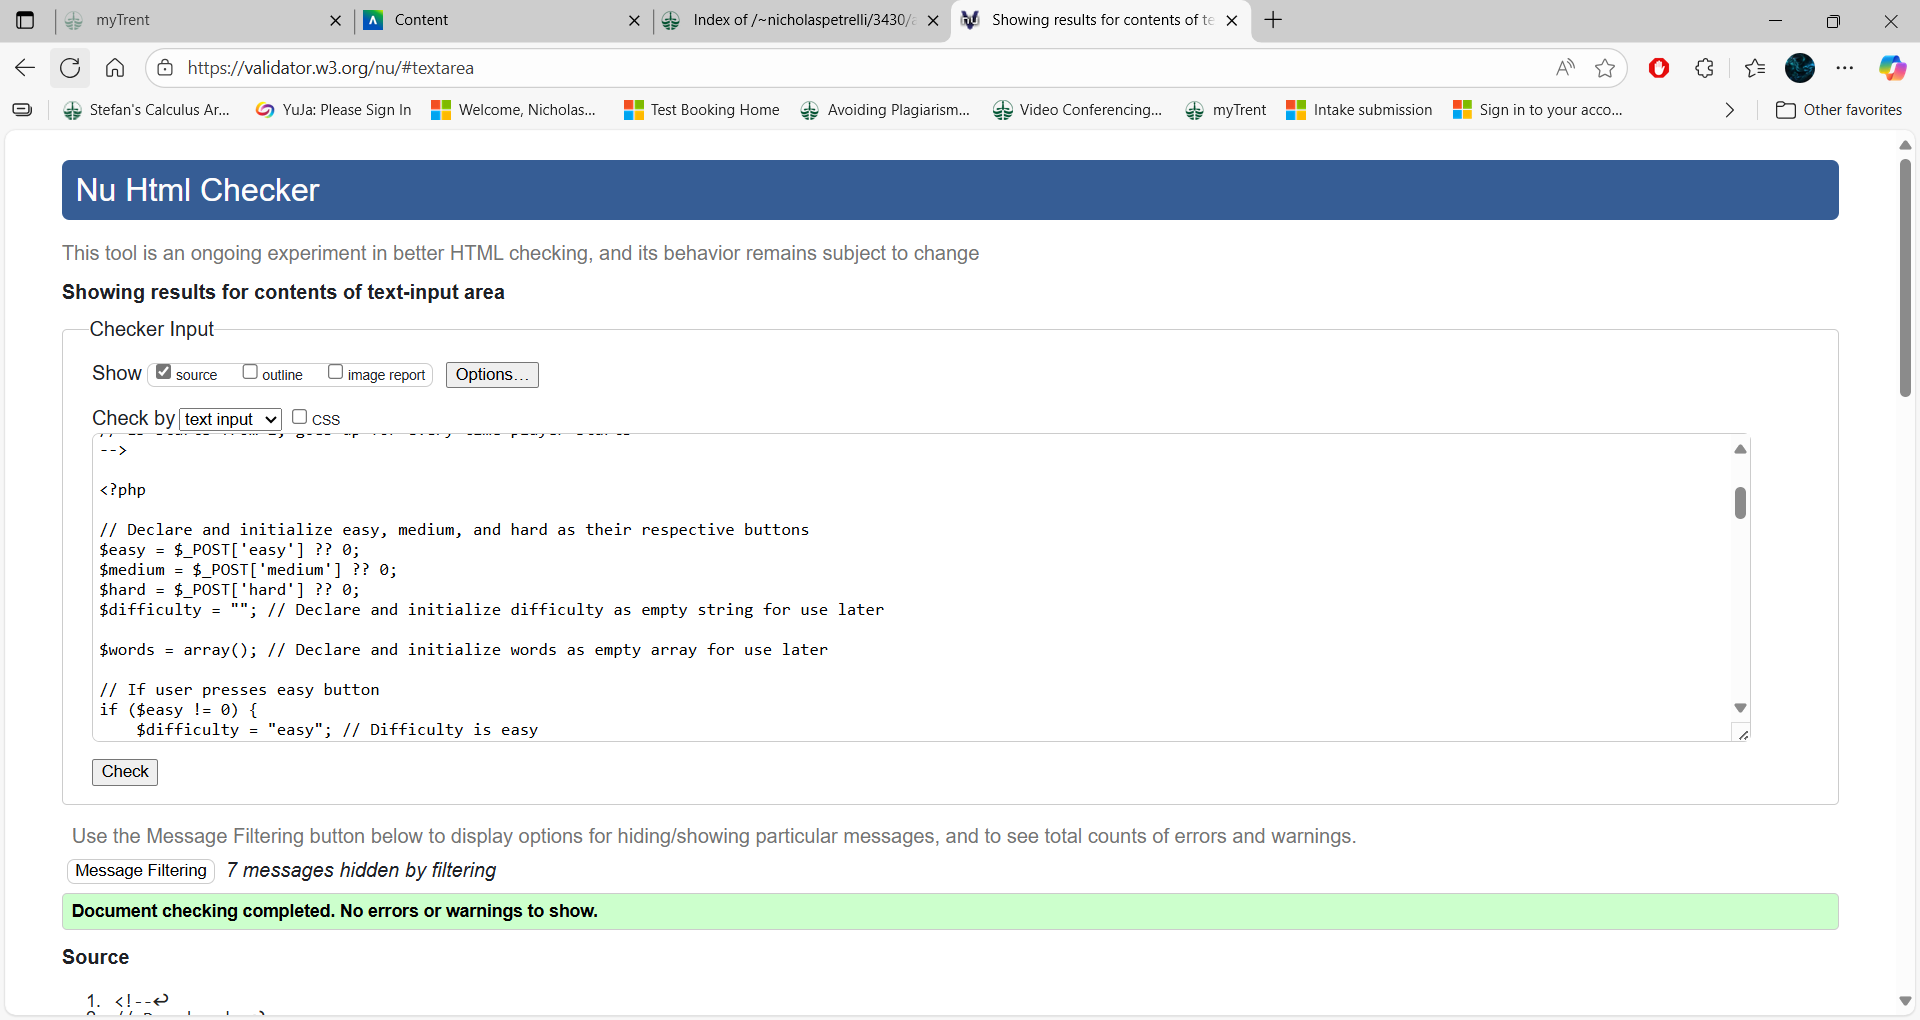 myTrent
Content
Index of /~nicholaspetrelli/3430/a
Showing results for contents of te
https://validator.w3.org/nu/#textarea
Stefan's Calculus Ar...
YuJa: Please Sign In
Welcome, Nicholas...
Test Booking Home
Avoiding Plagiarism...
Video Conferencing...
myTrent
Intake submission
Sign in to your acco...
Other favorites
Nu Html Checker
This tool is an ongoing experiment in better HTML checking, and its behavior remains subject to change
Showing results for contents of text-input area
Checker Input
Show source outline image report Options...
Check by text input CSS
-->
<?php
// Declare and initialize easy, medium, and hard as their respective buttons
$easy = $_POST['easy'] ?? 0;
$medium = $_POST['medium'] ?? 0;
$hard = $_POST['hard'] ?? 0;
$difficulty = ""; // Declare and initialize difficulty as empty string for use later
$words = array(); // Declare and initialize words as empty array for use later
// If user presses easy button
if ($easy != 0) {
$difficulty = "easy"; // Difficulty is easy
Check
Use the Message Filtering button below to display options for hiding/showing particular messages, and to see total counts of errors and warnings.
Message Filtering 7 messages hidden by filtering
Document checking completed. No errors or warnings to show.
Source
1. <!--↩